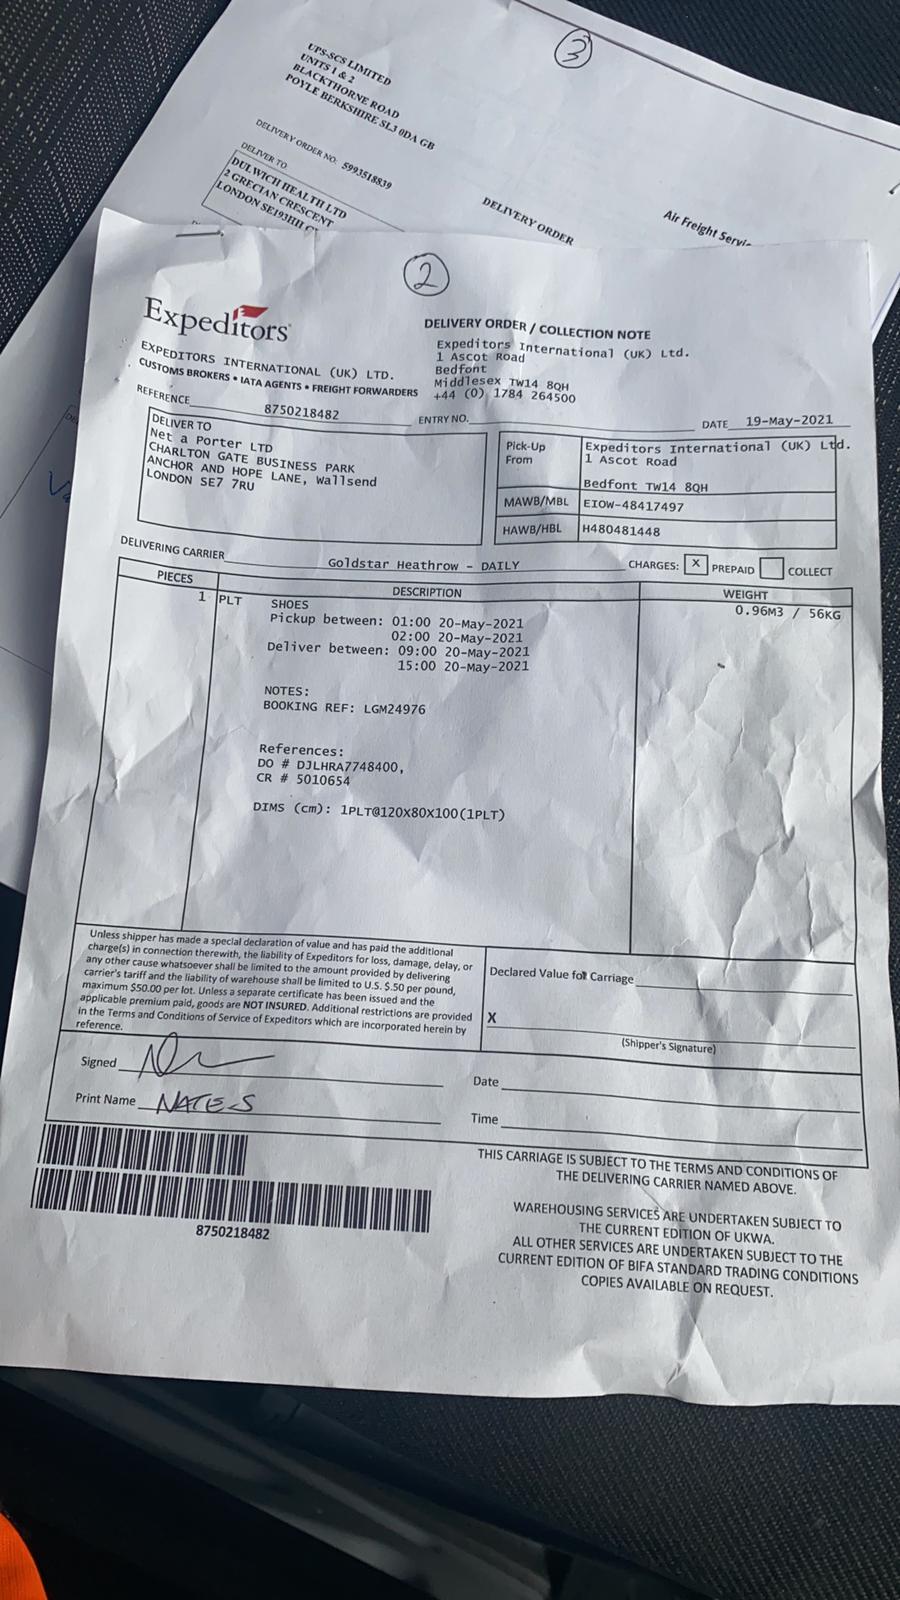 3
UPS-SCS LIMITED
UNITS 1 & 2
BLACKTHORNE ROAD
POYLE BERKSHIRE SL3 0DA GB
DELIVERY ORDER NO: 5993518839
DELIVER TO
DULWICH HEALTH LTD
2 GRECIAN CRESCENT
LONDON SE193HH
DELIVERY ORDER
Air Freight
2
Expeditors
EXPEDITORS INTERNATIONAL (UK) LTD.
CUSTOMS BROKERS • IATA AGENTS • FREIGHT FORWARDERS
DELIVERY ORDER / COLLECTION NOTE
Expeditors International (UK) Ltd.
1 Ascot Road
Bedfont
Middlesex TW14 8QH
+44 (0) 1784 264500
REFERENCE 8750218482 ENTRY NO. DATE 19-May-2021
DELIVER TO
Net a Porter LTD
CHARLTON GATE BUSINESS PARK
ANCHOR AND HOPE LANE, Wallsend
LONDON SE7 7RU
Pick-Up From
Expeditors International (UK) Ltd.
1 Ascot Road
Bedfont TW14 8QH
MAWB/MBL EIOW-48417497
HAWB/HBL H480481448
DELIVERING CARRIER Goldstar Heathrow - DAILY CHARGES: X PREPAID COLLECT
PIECES DESCRIPTION WEIGHT
1 PLT SHOES 0.96M3 / 56KG
Pickup between: 01:00 20-May-2021
02:00 20-May-2021
Deliver between: 09:00 20-May-2021
15:00 20-May-2021
NOTES:
BOOKING REF: LGM24976
References:
DO # DJLHRA7748400,
CR # 5010654
DIMS (cm): 1PLT@120X80X100(1PLT)
Unless shipper has made a special declaration of value and has paid the additional
charge(s) in connection therewith, the liability of Expeditors for loss, damage, delay, or
any other cause whatsoever shall be limited to the amount provided by delivering
carrier's tariff and the liability of warehouse shall be limited to U.S. $.50 per pound,
maximum $50.00 per lot. Unless a separate certificate has been issued and the
applicable premium paid, goods are NOT INSURED. Additional restrictions are provided
in the Terms and Conditions of Service of Expeditors which are incorporated herein by
reference.
Declared Value for Carriage
X
(Shipper's Signature)
Signed
Print Name NATES
Date
Time
8750218482
THIS CARRIAGE IS SUBJECT TO THE TERMS AND CONDITIONS OF
THE DELIVERING CARRIER NAMED ABOVE.
WAREHOUSING SERVICES ARE UNDERTAKEN SUBJECT TO
THE CURRENT EDITION OF UKWA.
ALL OTHER SERVICES ARE UNDERTAKEN SUBJECT TO THE
CURRENT EDITION OF BIFA STANDARD TRADING CONDITIONS
COPIES AVAILABLE ON REQUEST.